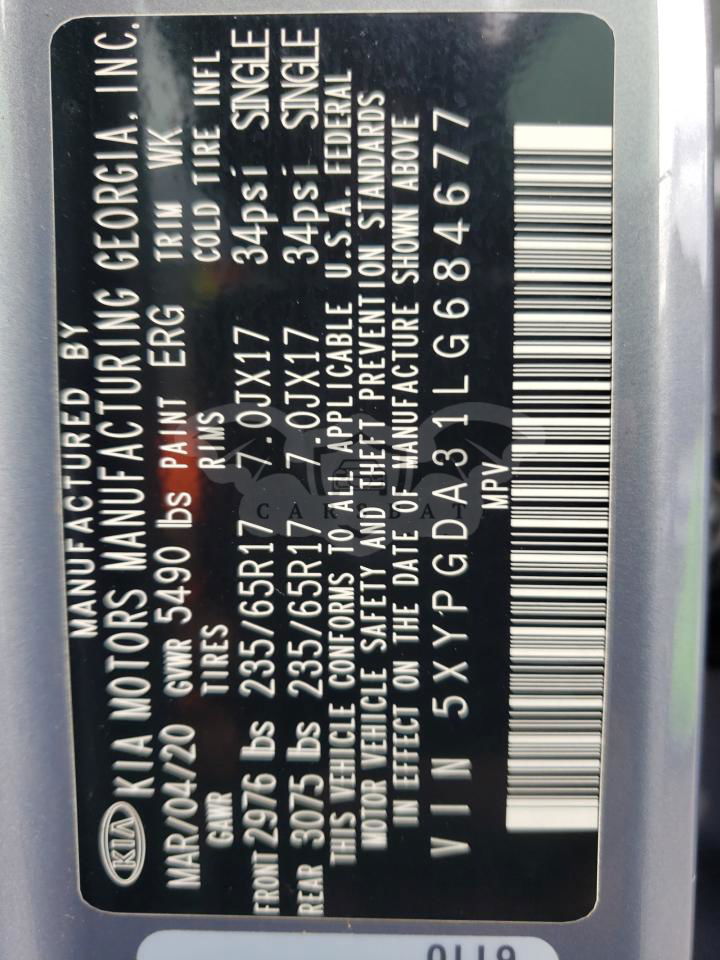 MANUFACTURED BY
KIA KIA MOTORS MANUFACTURING GEORGIA, INC.
MAR/04/20 GVWR 5490 lbs PAINT ERG TRIM WK
GAWR TIRES RIMS COLD TIRE INFL
FRONT 2976 lbs 235/65R17 7.0JX17 34psi SINGLE
REAR 3075 lbs 235/65R17 7.0JX17 34psi SINGLE
THIS VEHICLE CONFORMS TO ALL APPLICABLE U.S.A. FEDERAL
MOTOR VEHICLE SAFETY AND THEFT PREVENTION STANDARDS
IN EFFECT ON THE DATE OF MANUFACTURE SHOWN ABOVE
VIN 5XYPGDA31LG684677
MPV
CARSDAT